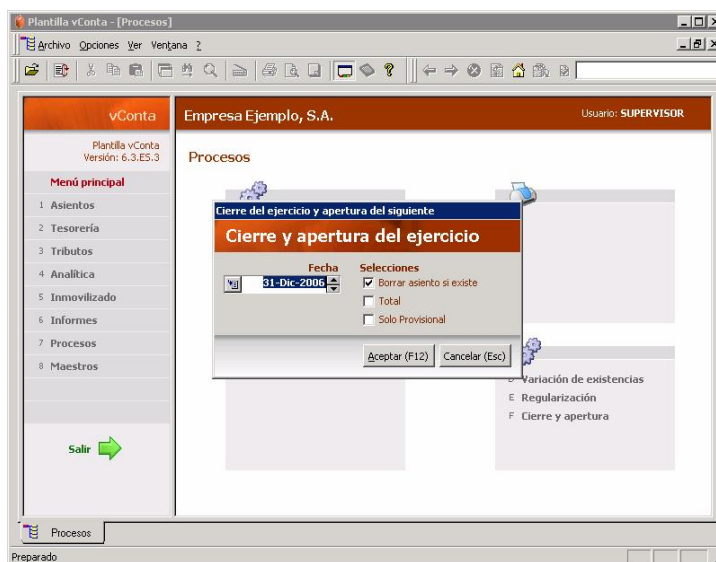 Plantilla vConta - [Procesos]
Archivo Opciones Ver Ventana ?
vConta
Empresa Ejemplo, S.A.
Usuario: SUPERVISOR
Plantilla vConta
Versión: 6.3.ES.3
Menú principal
1 Asientos
2 Tesorería
3 Tributos
4 Analítica
5 Inmovilizado
6 Informes
7 Procesos
8 Maestros
Salir
Procesos
Cierre del ejercicio y apertura del siguiente
Cierre y apertura del ejercicio
Fecha
31-Dic-2006
Selecciones
Borrar asiento si existe
Total
Solo Provisional
Aceptar (F12)
Cancelar (Esc)
Variación de existencias
E Regularización
F Cierre y apertura
Procesos
Preparado